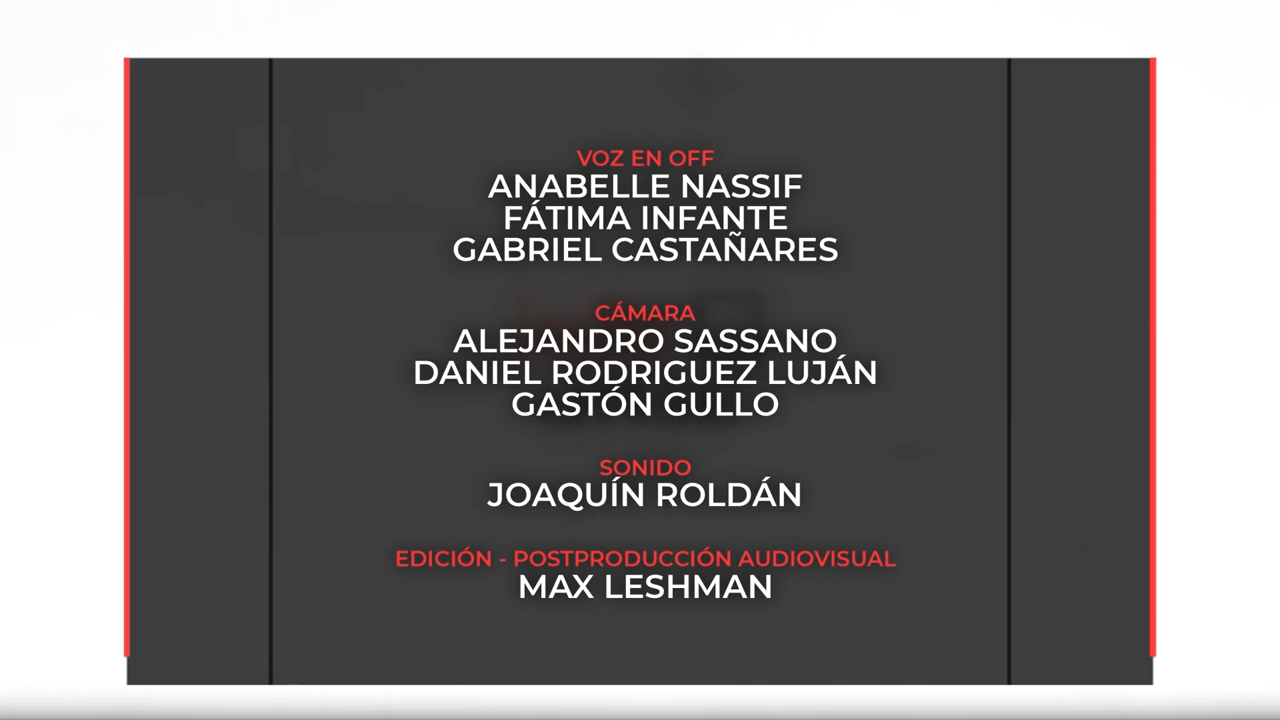 VOZ EN OFF
ANABELLE NASSIF
FÁTIMA INFANTE
GABRIEL CASTAÑARES
CÁMARA
ALEJANDRO SASSANO
DANIEL RODRIGUEZ LUJÁN
GASTÓN GULLO
SONIDO
JOAQUÍN ROLDÁN
EDICIÓN - POSTPRODUCCIÓN AUDIOVISUAL
MAX LESHMAN